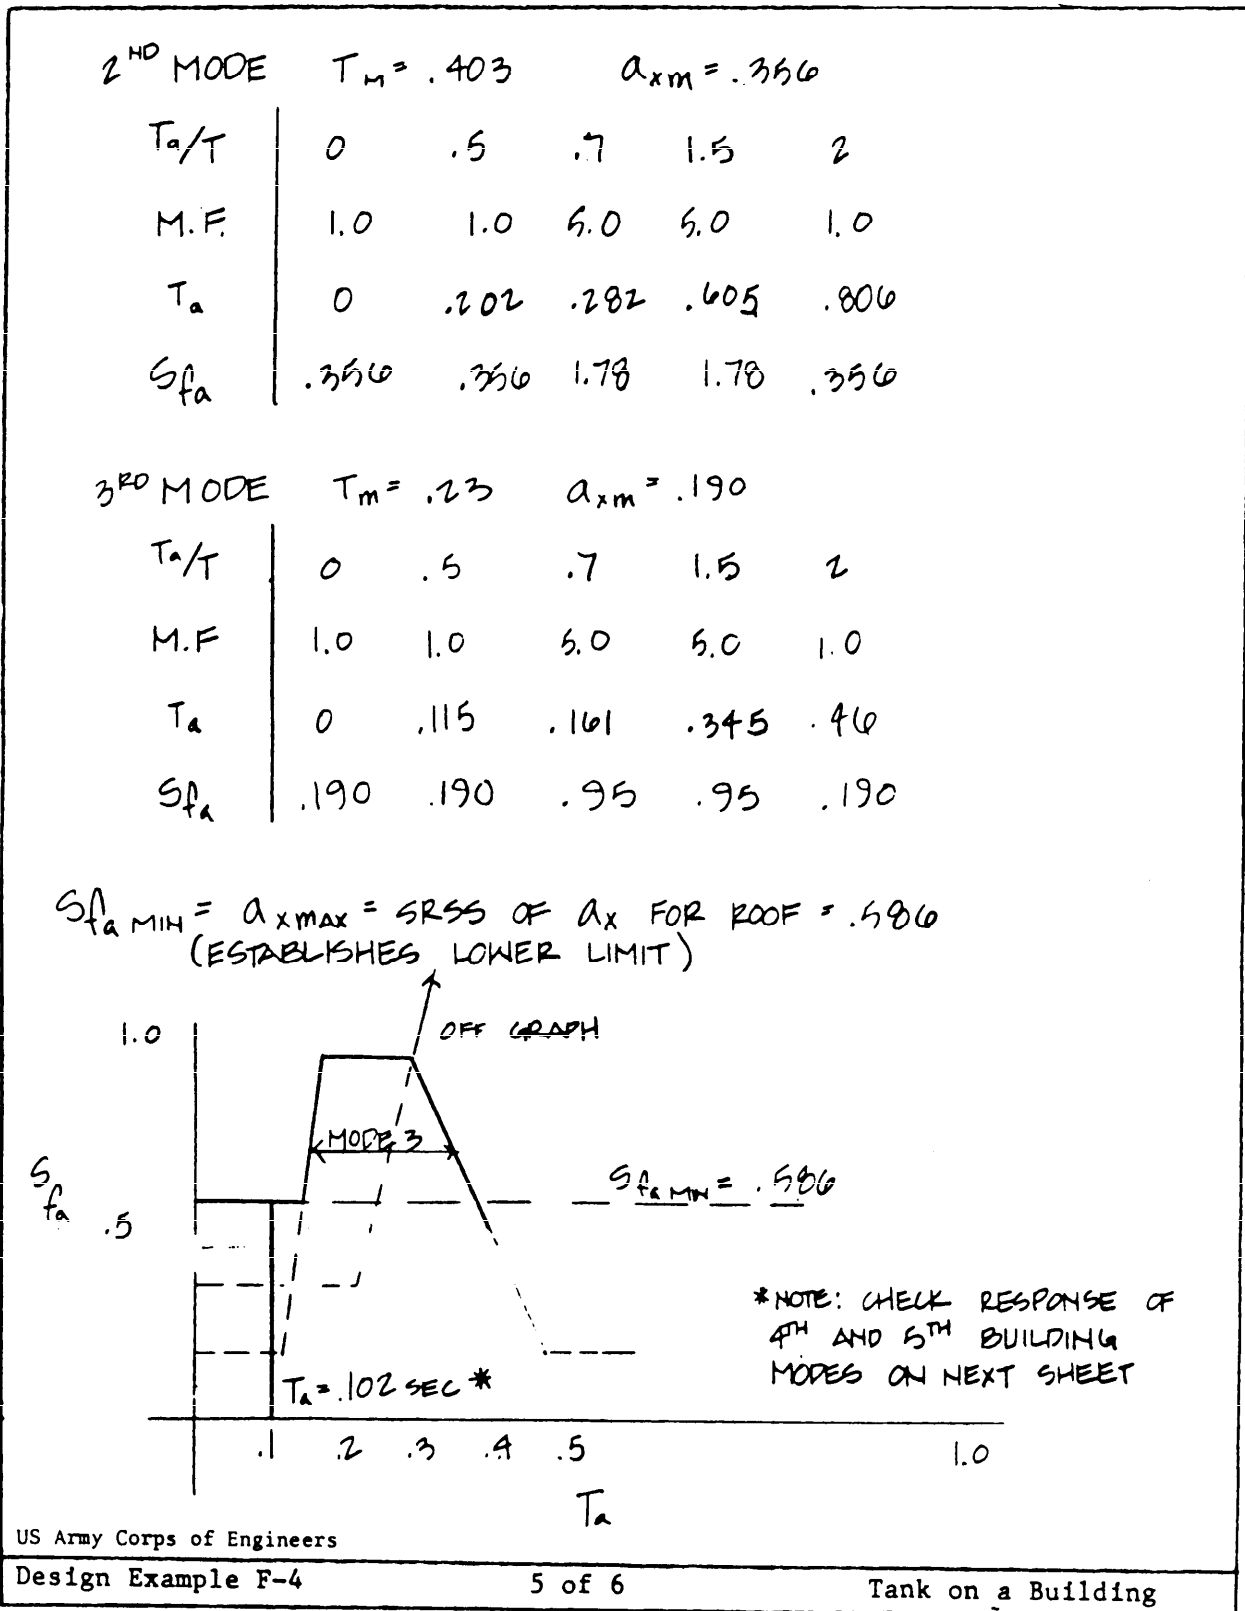 2ND MODE Tm = .403 axm = .356
Ta/T 0 .5 .7 1.5 2
M.F. 1.0 1.0 5.0 5.0 1.0
Ta 0 .202 .282 .605 .806
Sfa .356 .356 1.78 1.78 .356
3RD MODE Tm = .23 axm = .190
Ta/T 0 .5 .7 1.5 2
M.F 1.0 1.0 5.0 5.0 1.0
Ta 0 .115 .161 .345 .46
Sfa .190 .190 .95 .95 .190
Sfa MIN = ax MAX = SRSS OF ax FOR ROOF = .586
(ESTABLISHES LOWER LIMIT)
1.0 OFF GRAPH
MODE 3
Sfa MIN = .586
Sfa .5
*NOTE: CHECK RESPONSE OF
4TH AND 5TH BUILDING
MODES ON NEXT SHEET
Ta = .102 SEC *
.1 .2 .3 .4 .5 1.0
Ta
US Army Corps of Engineers
Design Example F-4 5 of 6 Tank on a Building